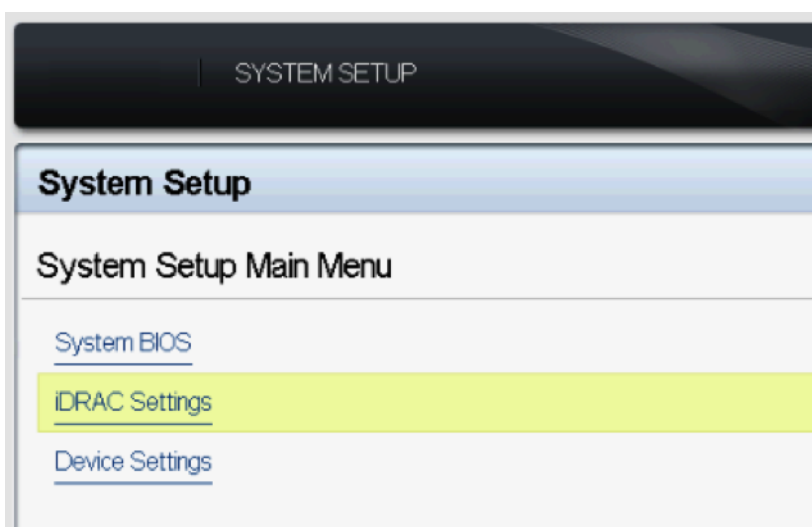 SYSTEM SETUP
System Setup
System Setup Main Menu
System BIOS
iDRAC Settings
Device Settings